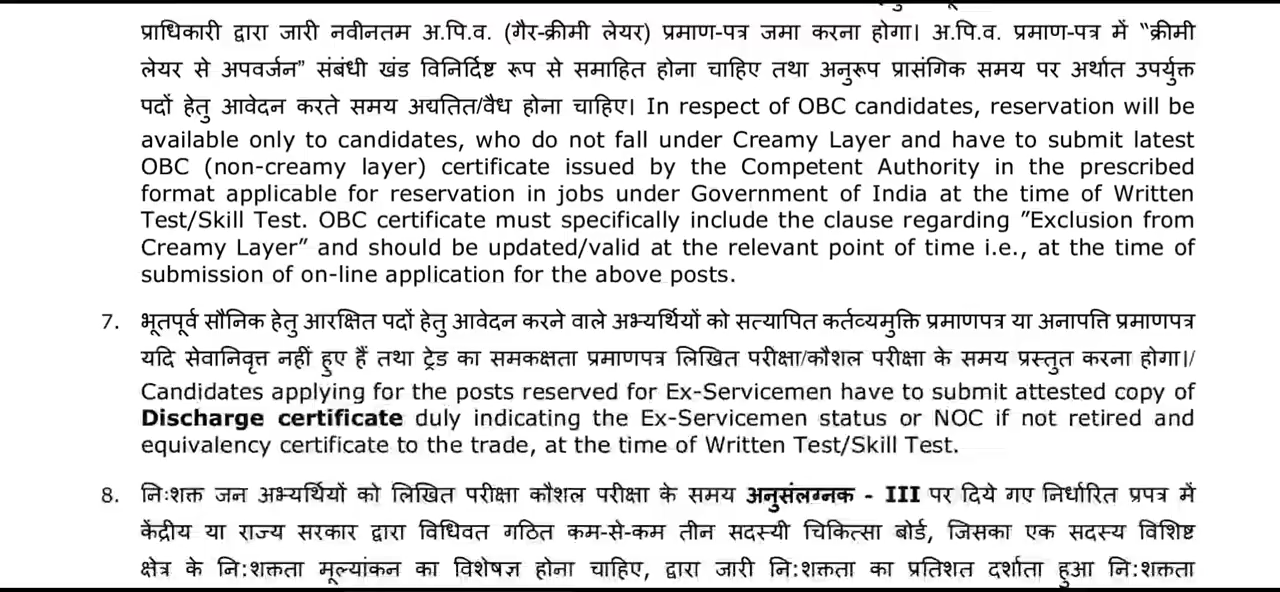 प्राधिकारी द्वारा जारी नवीनतम अ.पि.व. (गैर-क्रीमी लेयर) प्रमाण-पत्र जमा करना होगा। अ.पि.व. प्रमाण-पत्र में “क्रीमी
लेयर से अपवर्जन” संबंधी खंड विनिर्दिष्ट रूप से समाहित होना चाहिए तथा अनुरूप प्रासंगिक समय पर अर्थात उपर्युक्त
पदों हेतु आवेदन करते समय अद्यतित/वैध होना चाहिए। In respect of OBC candidates, reservation will be
available only to candidates, who do not fall under Creamy Layer and have to submit latest
OBC (non-creamy layer) certificate issued by the Competent Authority in the prescribed
format applicable for reservation in jobs under Government of India at the time of Written
Test/Skill Test. OBC certificate must specifically include the clause regarding ”Exclusion from
Creamy Layer” and should be updated/valid at the relevant point of time i.e., at the time of
submission of on-line application for the above posts.
7. भूतपूर्व सौनिक हेतु आरक्षित पदों हेतु आवेदन करने वाले अभ्यर्थियों को सत्यापित कर्तव्यमुक्ति प्रमाणपत्र या अनापत्ति प्रमाणपत्र
यदि सेवानिवृत्त नहीं हुए हैं तथा ट्रेड का समकक्षता प्रमाणपत्र लिखित परीक्षा/कौशल परीक्षा के समय प्रस्तुत करना होगा।/
Candidates applying for the posts reserved for Ex-Servicemen have to submit attested copy of
Discharge certificate duly indicating the Ex-Servicemen status or NOC if not retired and
equivalency certificate to the trade, at the time of Written Test/Skill Test.
8. निःशक्त जन अभ्यर्थियों को लिखित परीक्षा कौशल परीक्षा के समय अनुसंलग्नक - III पर दिये गए निर्धारित प्रपत्र में
केंद्रीय या राज्य सरकार द्वारा विधिवत गठित कम-से-कम तीन सदस्यी चिकित्सा बोर्ड, जिसका एक सदस्य विशिष्ट
क्षेत्र के नि:शक्तता मूल्यांकन का विशेषज्ञ होना चाहिए, द्वारा जारी नि:शक्तता का प्रतिशत दर्शाता हुआ नि:शक्तता